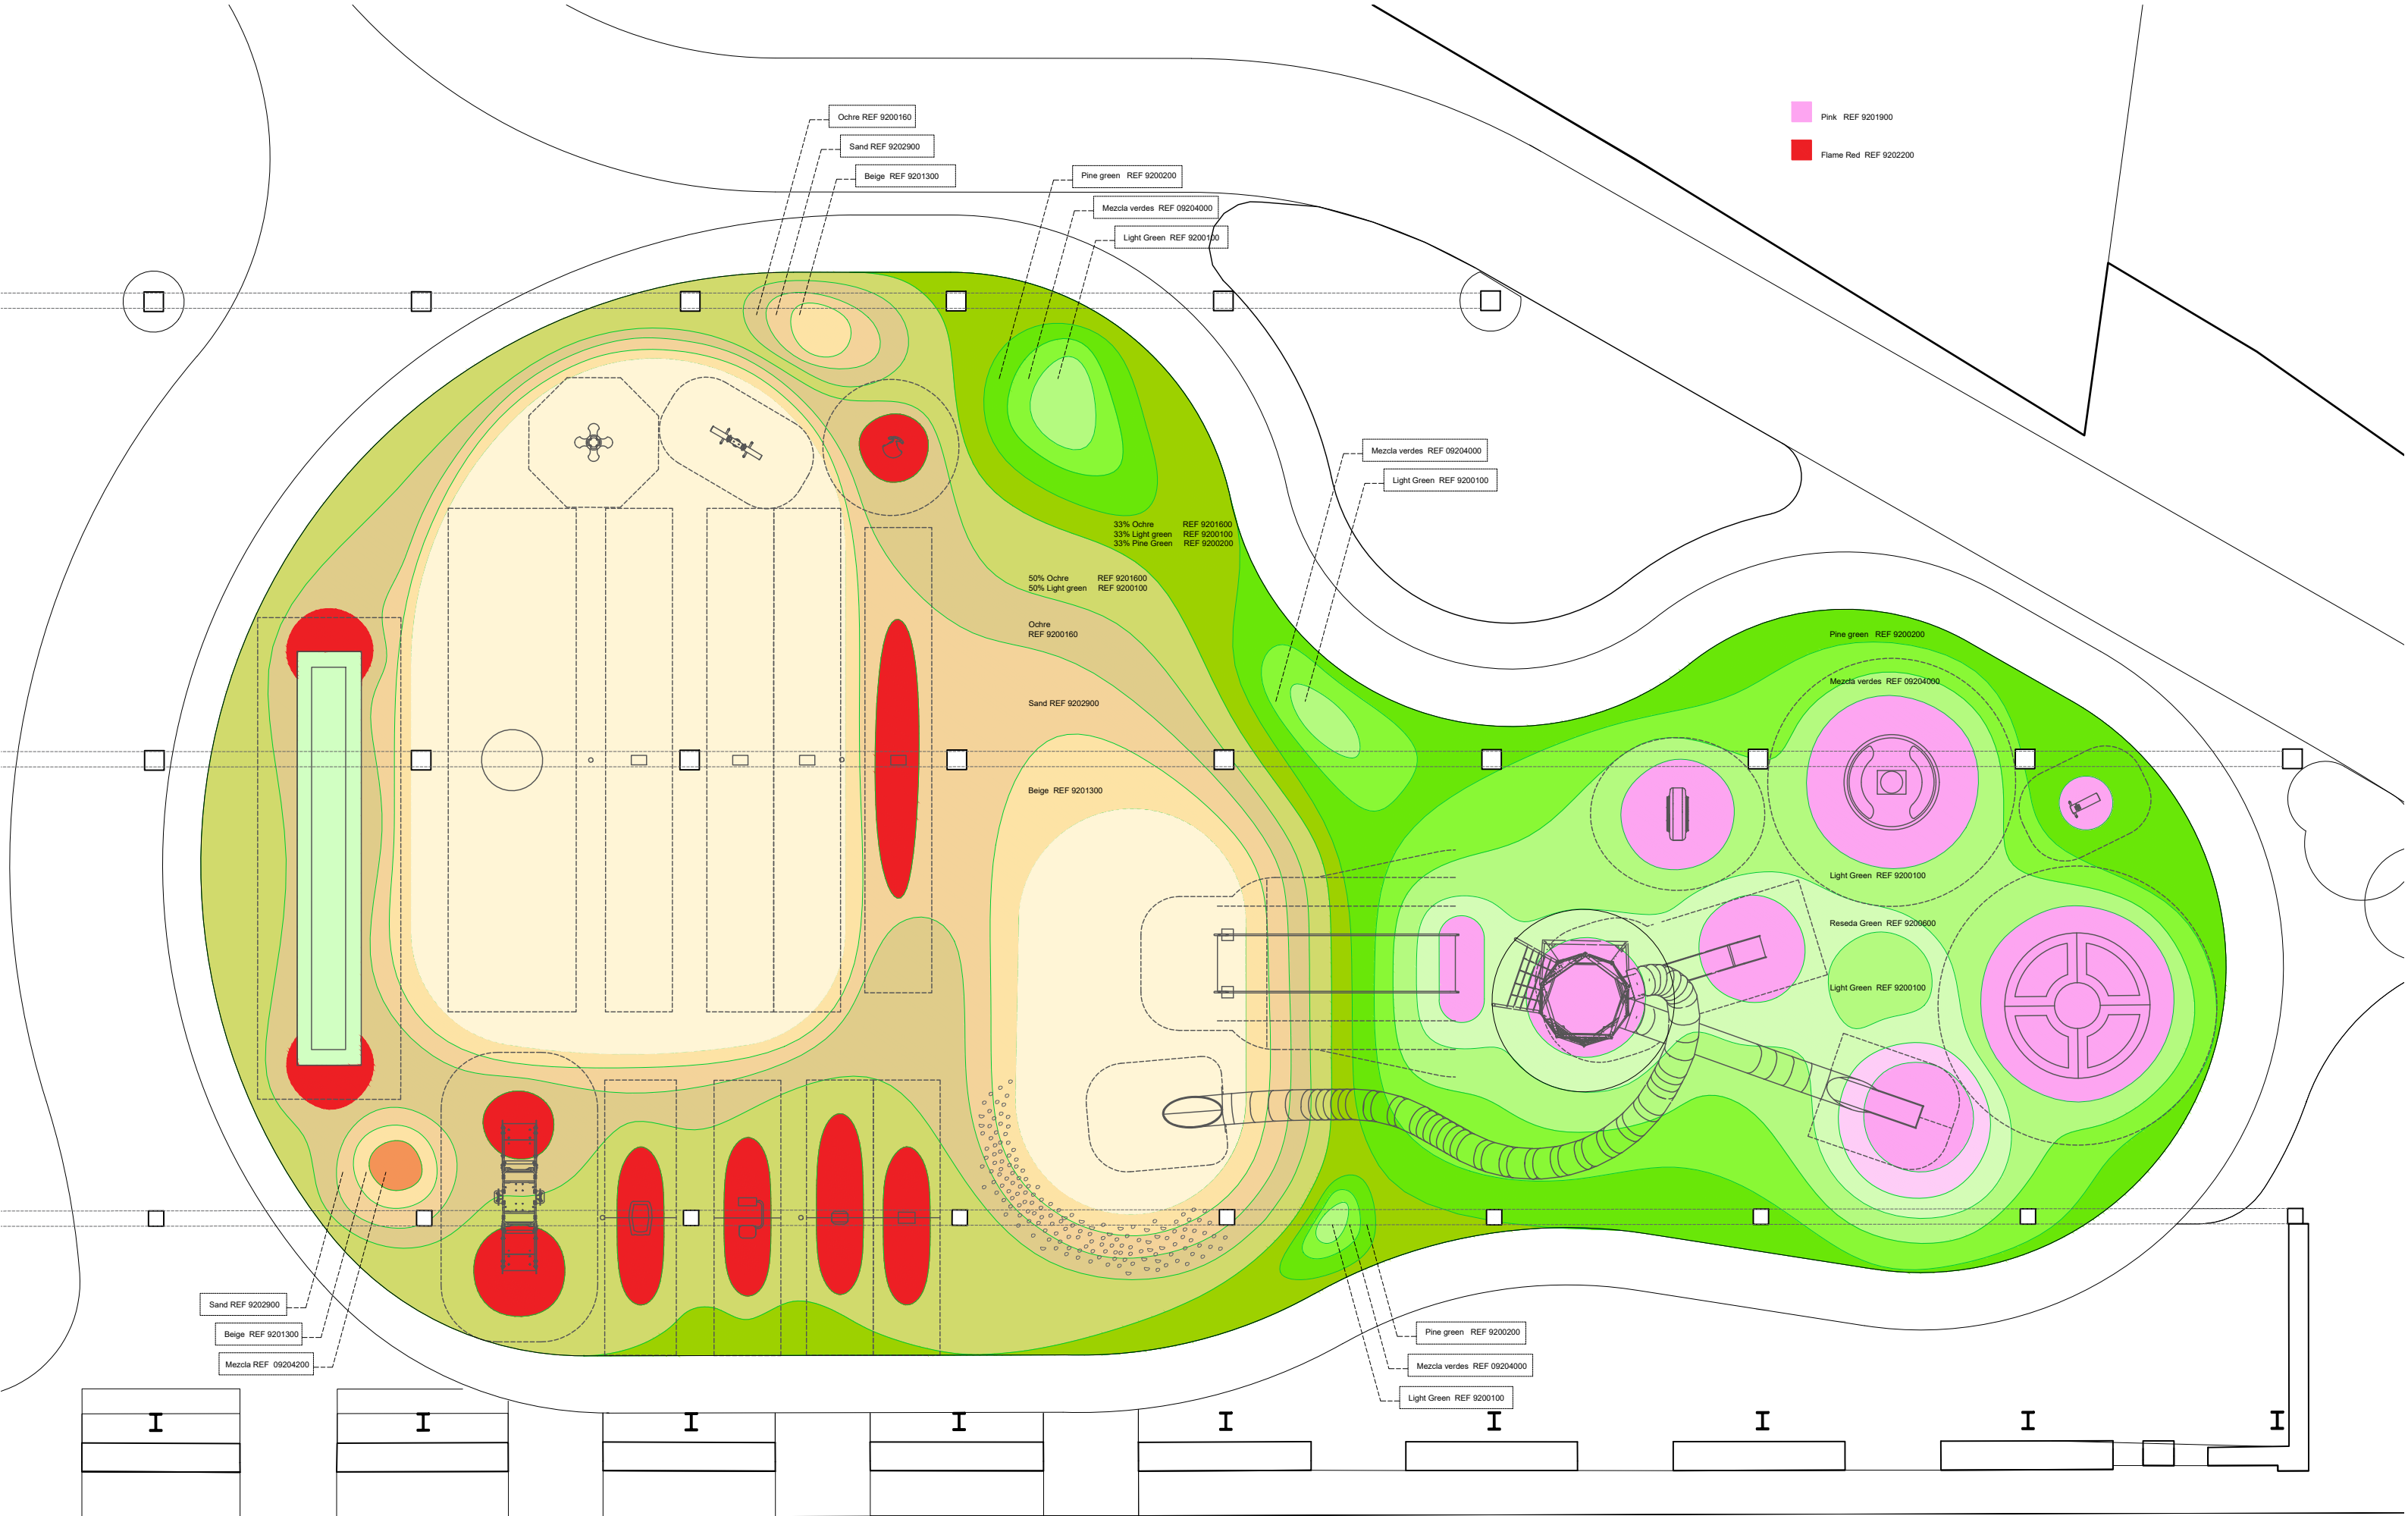 Ochre REF 9200160
Sand REF 9202900
Beige REF 9201300
Pine green REF 9200200
Mezcla verdes REF 09204000
Light Green REF 9200100
Pink REF 9201900
Flame Red REF 9202200
Mezcla verdes REF 09204000
Light Green REF 9200100
33% Ochre REF 9201600
33% Light green REF 9200100
33% Pine Green REF 9200200
50% Ochre REF 9201600
50% Light green REF 9200100
Ochre
REF 9200160
Sand REF 9202900
Beige REF 9201300
Pine green REF 9200200
Mezcla verdes REF 09204000
Light Green REF 9200100
Reseda Green REF 9200600
Light Green REF 9200100
Sand REF 9202900
Beige REF 9201300
Mezcla REF 09204200
Pine green REF 9200200
Mezcla verdes REF 09204000
Light Green REF 9200100